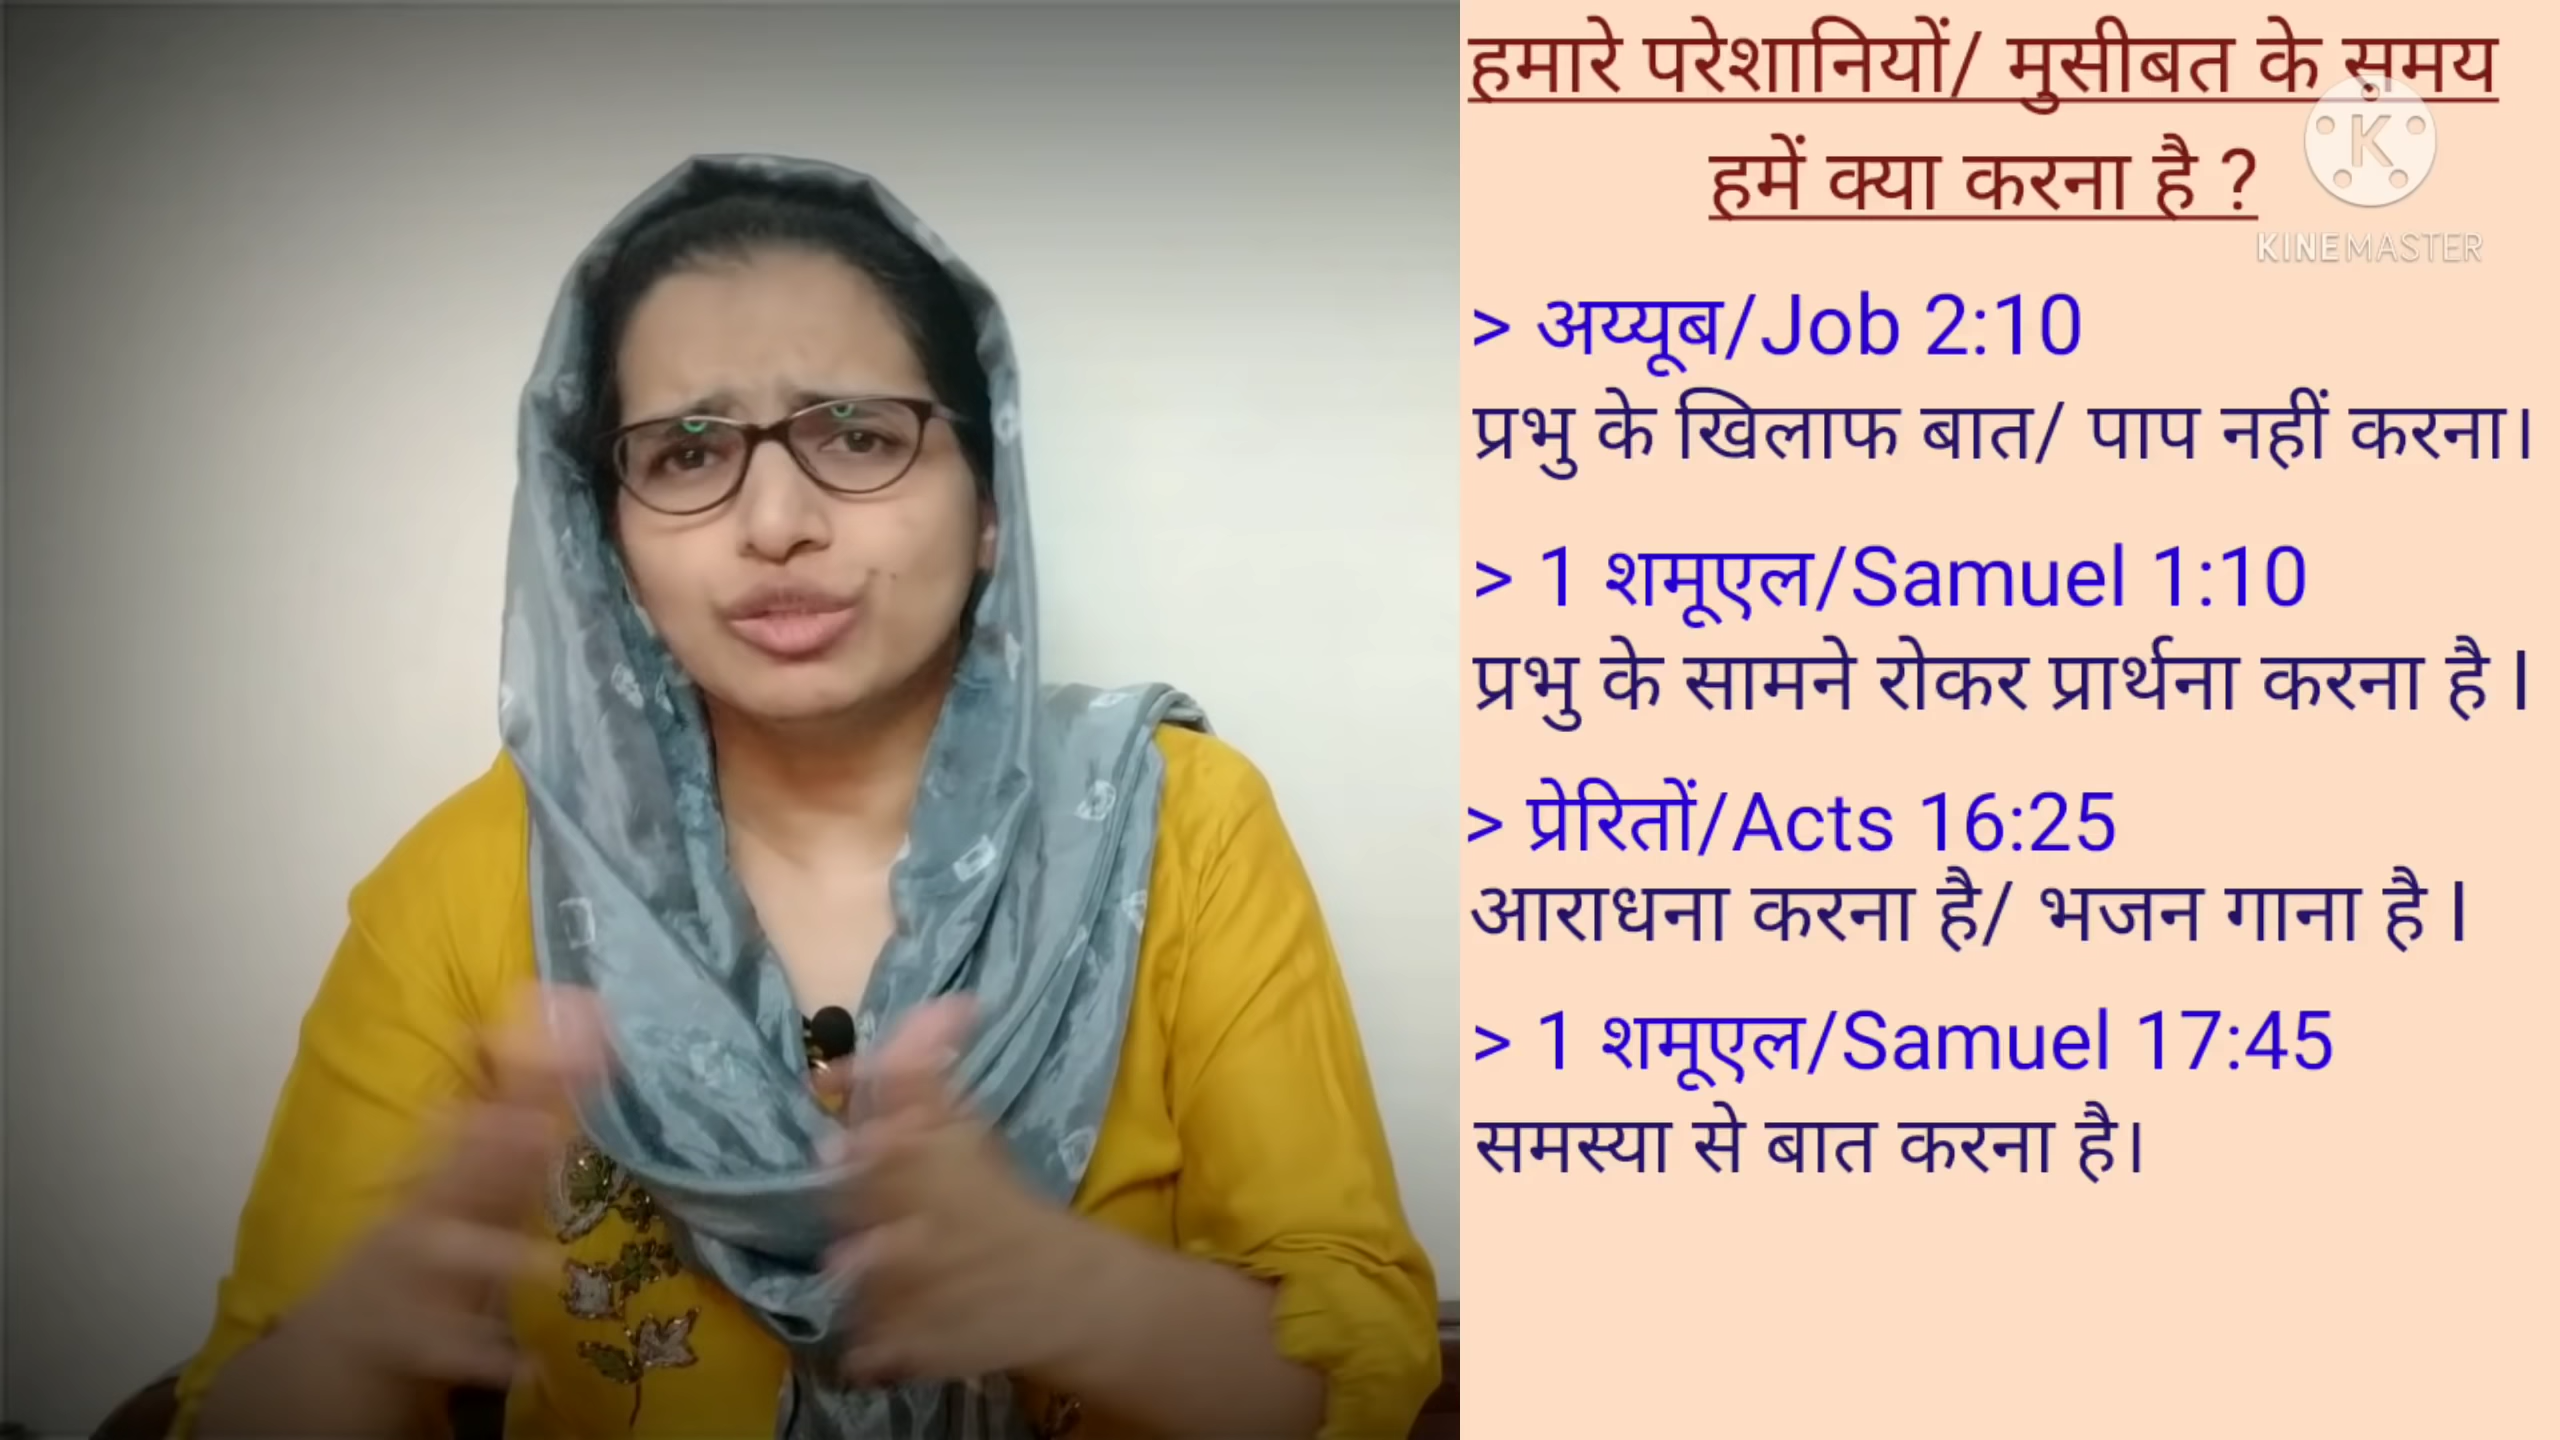 हमारे परेशानियों/ मुसीबत के समय
हमें क्या करना है ?
KINEMASTER
> अय्यूब/Job 2:10
प्रभु के खिलाफ बात/ पाप नहीं करना।
> 1 शमूएल/Samuel 1:10
प्रभु के सामने रोकर प्रार्थना करना है l
> प्रेरितों/Acts 16:25
आराधना करना है/ भजन गाना है l
> 1 शमूएल/Samuel 17:45
समस्या से बात करना है।